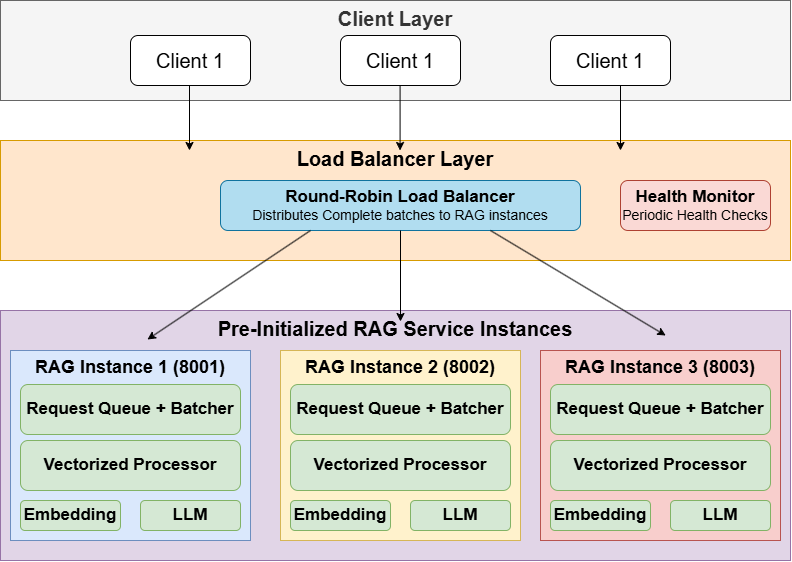 Client Layer
Client 1
Client 1
Client 1
Load Balancer Layer
Round-Robin Load Balancer
Distributes Complete batches to RAG instances
Health Monitor
Periodic Health Checks
Pre-Initialized RAG Service Instances
RAG Instance 1 (8001)
Request Queue + Batcher
Vectorized Processor
Embedding
LLM
RAG Instance 2 (8002)
Request Queue + Batcher
Vectorized Processor
Embedding
LLM
RAG Instance 3 (8003)
Request Queue + Batcher
Vectorized Processor
Embedding
LLM